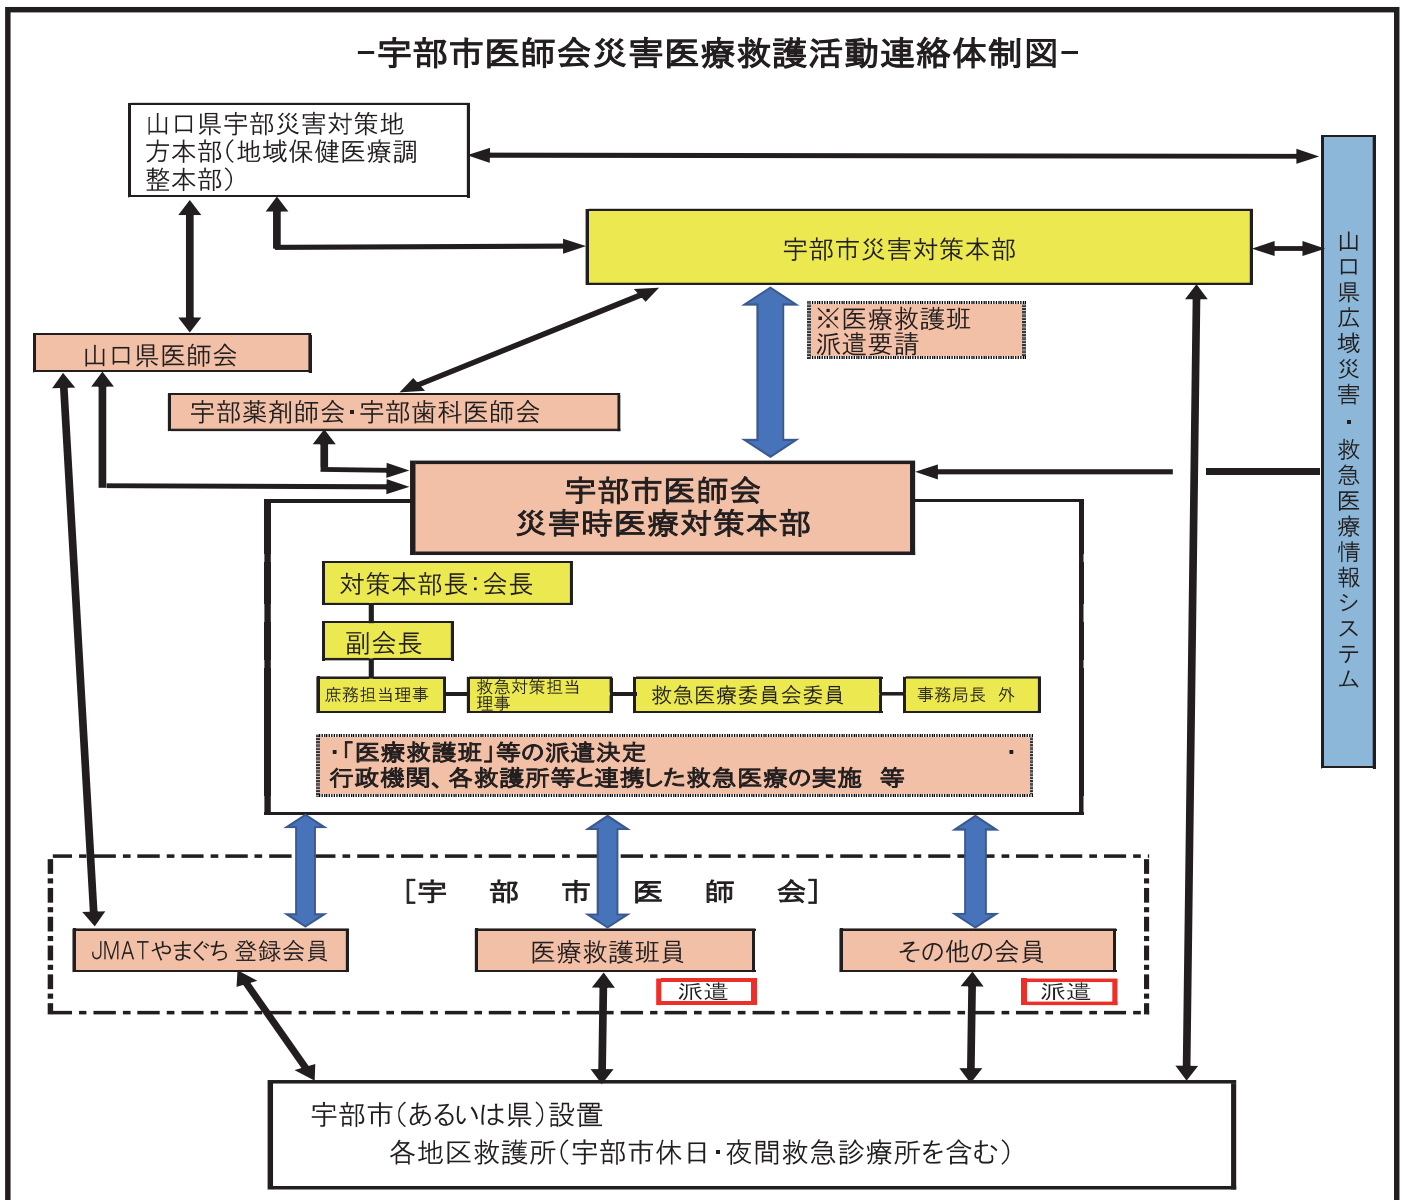 −宇部市医師会災害医療救護活動連絡体制図−
山口県宇部災害対策地
方本部（地域保健医療調
整本部）
宇部市災害対策本部
※医療救護班
派遣要請
山口県医師会
宇部薬剤師会・宇部歯科医師会
山口県広域災害・救急医療情報システム
宇部市医師会
災害時医療対策本部
対策本部長：会長
副会長
庶務担当理事
救急対策担当
理事
救急医療委員会委員
事務局長　外
・「医療救護班」等の派遣決定　・
行政機関、各救護所等と連携した救急医療の実施　等
［宇　部　市　医　師　会］
JMATやまぐち 登録会員
医療救護班員
その他の会員
派遣
派遣
宇部市（あるいは県）設置
各地区救護所（宇部市休日・夜間救急診療所を含む）